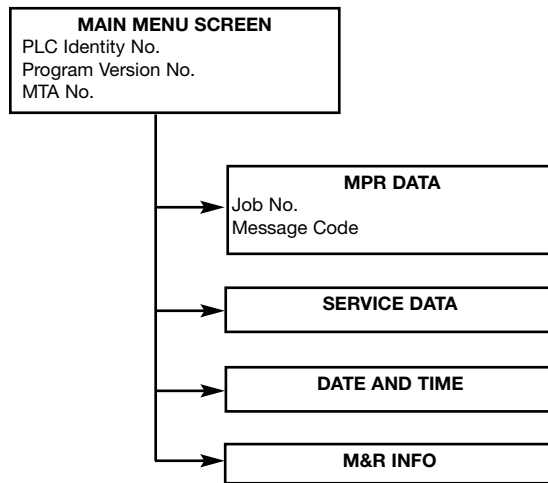 MAIN MENU SCREEN
PLC Identity No.
Program Version No.
MTA No.
MPR DATA
Job No.
Message Code
SERVICE DATA
DATE AND TIME
M&R INFO